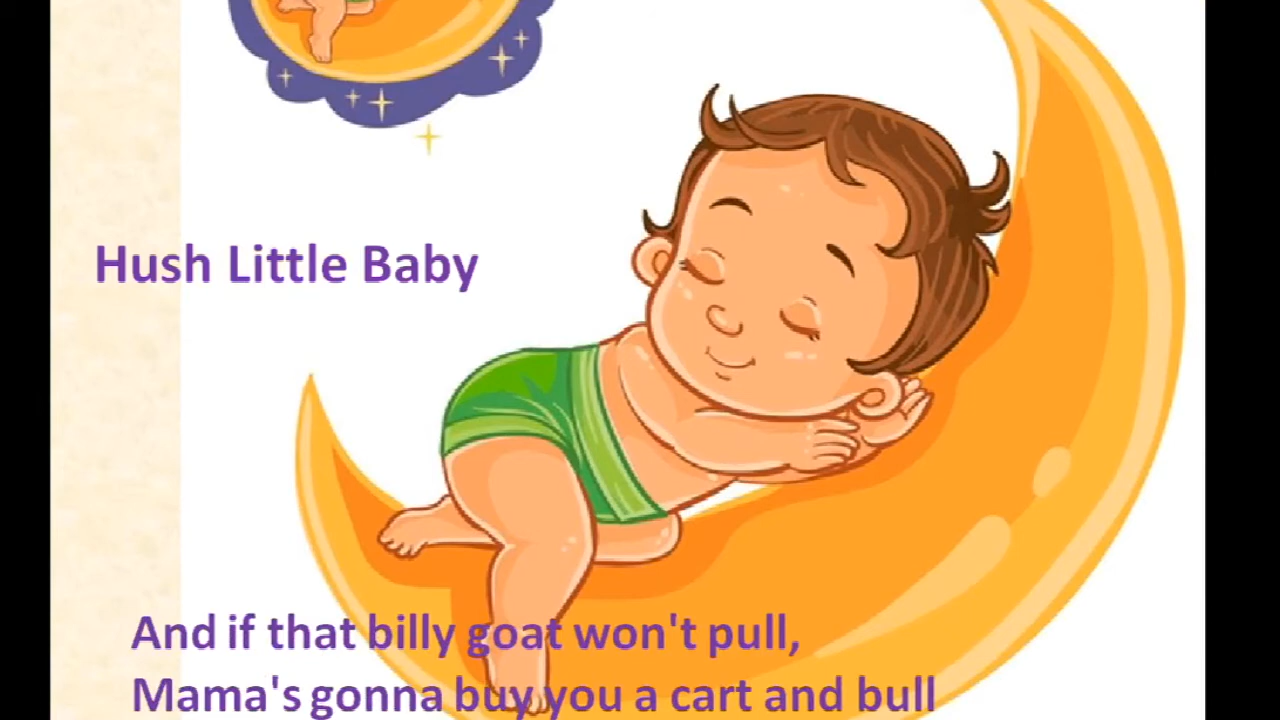 Hush Little Baby
And if that billy goat won't pull,
Mama's gonna buy you a cart and bull